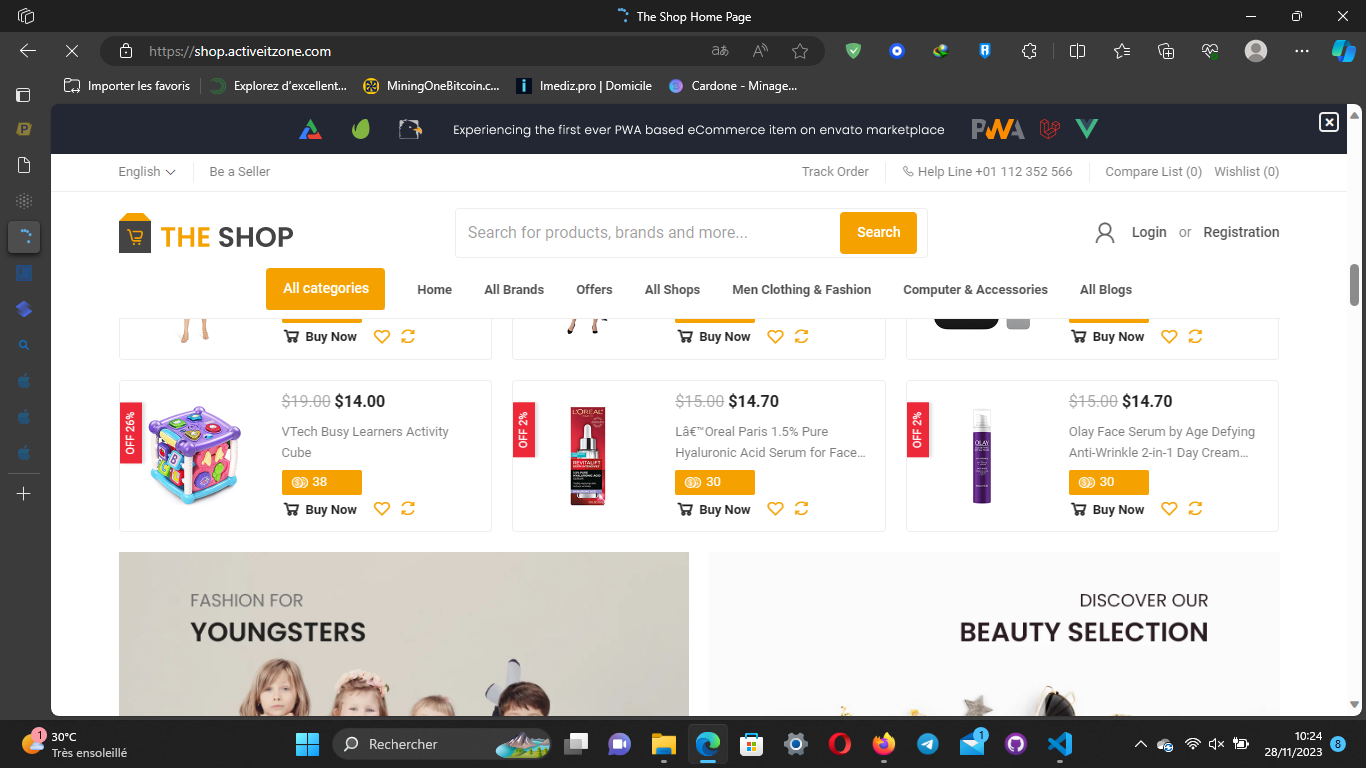 The Shop Home Page
https://shop.activeitzone.com
Importer les favoris
Explorez d'excellent...
MiningOneBitcoin.c...
Imediz.pro | Domicile
Cardone - Minage...
Experiencing the first ever PWA based eCommerce item on envato marketplace
PWA
English
Be a Seller
Track Order
Help Line +01 112 352 566
Compare List (0)
Wishlist (0)
THE SHOP
Search for products, brands and more...
Search
Login or Registration
All categories
Home
All Brands
Offers
All Shops
Men Clothing & Fashion
Computer & Accessories
All Blogs
Buy Now
Buy Now
Buy Now
OFF 26%
$19.00 $14.00
VTech Busy Learners Activity
Cube
38
Buy Now
OFF 2%
L'OREAL
REVITALIFT
$15.00 $14.70
Lâ€™Oreal Paris 1.5% Pure
Hyaluronic Acid Serum for Face...
30
Buy Now
OFF 2%
OLAY
$15.00 $14.70
Olay Face Serum by Age Defying
Anti-Wrinkle 2-in-1 Day Cream...
30
Buy Now
FASHION FOR
YOUNGSTERS
DISCOVER OUR
BEAUTY SELECTION
1
30°C
Très ensoleillé
Rechercher
1
10:24
28/11/2023
8